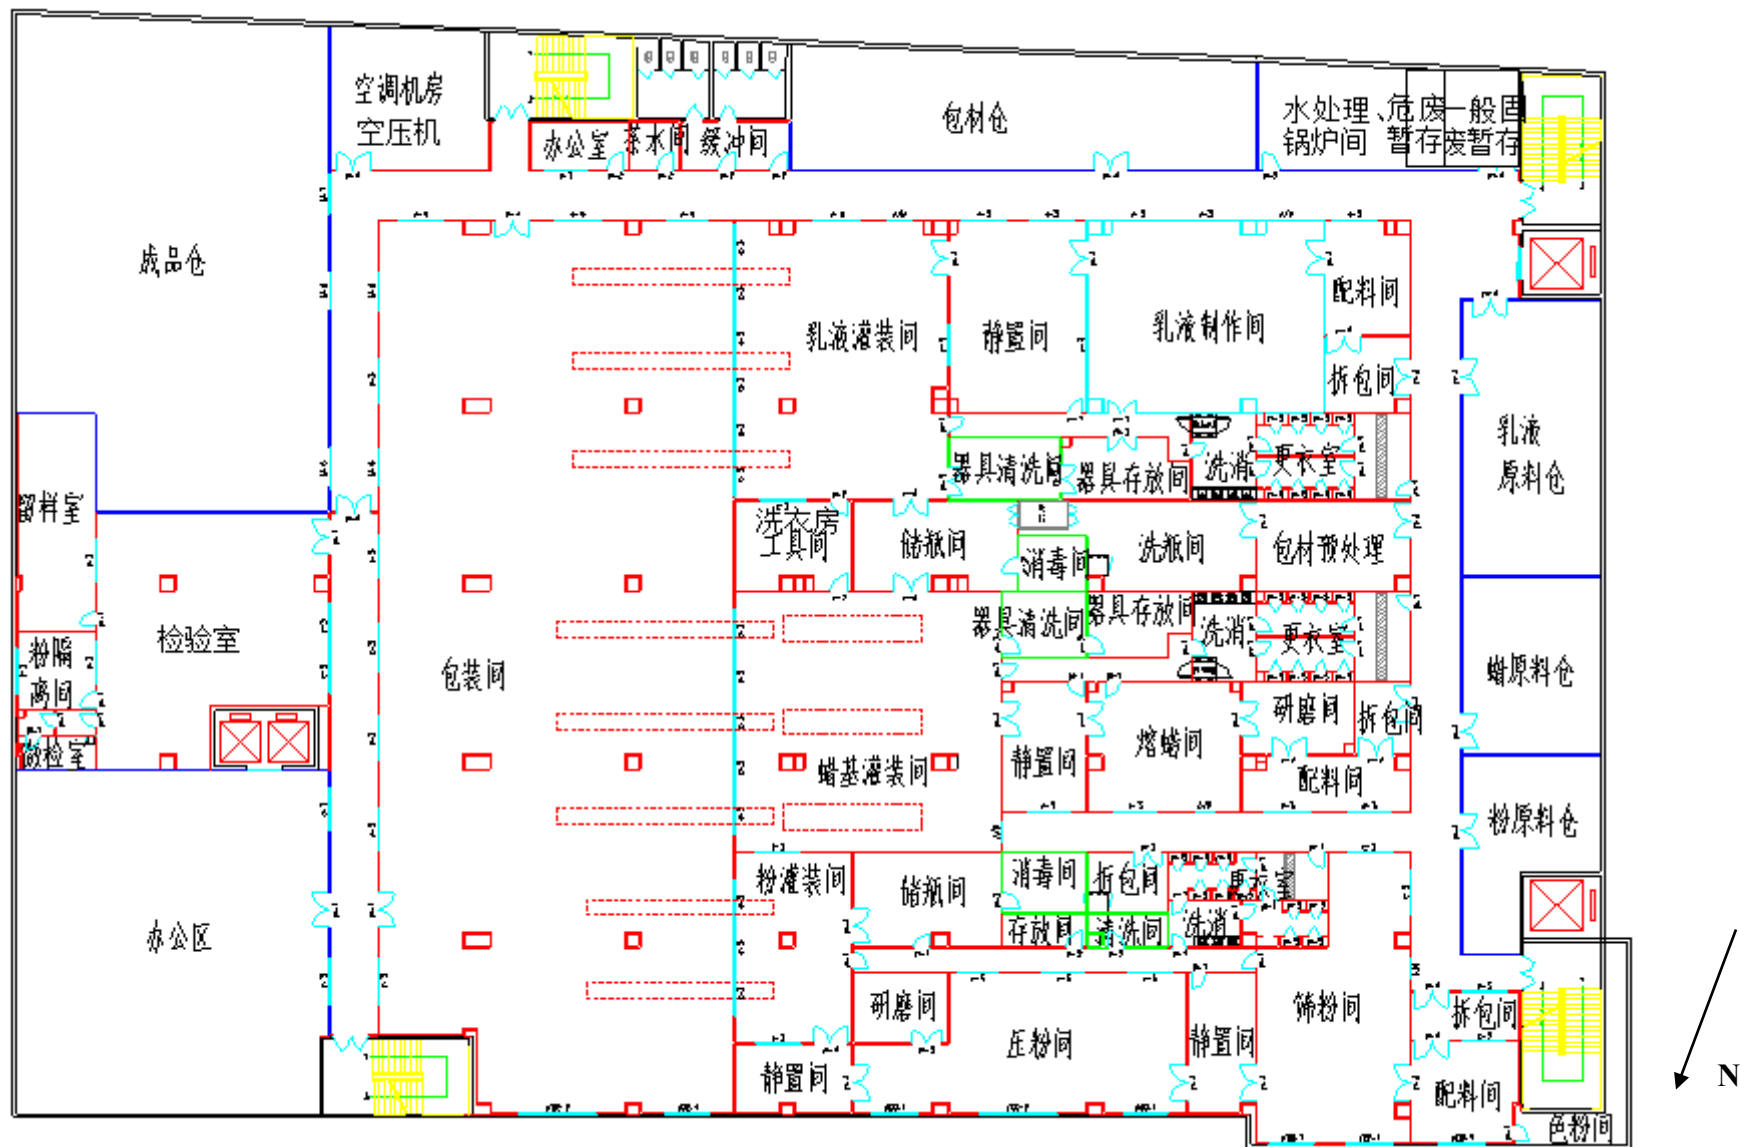 空调机房
空压机
办公室
茶水间
缓冲间
包材仓
水处理、
锅炉间
危废
暂存
一般固
废暂存
成品仓
乳液灌装间
静置间
乳液制作间
配料间
拆包间
乳液
原料仓
器具清洗间
器具存放间
洗消
更衣室
留样室
洗衣房
工具间
储瓶间
消毒间
洗瓶间
包材预处理
检验室
粉隔
离间
微检室
包装间
器具清洗间
器具存放间
洗消
更衣室
蜡原料仓
静置间
熔蜡间
研磨间
拆包间
配料间
蜡基灌装间
粉原料仓
粉灌装间
储瓶间
消毒间
拆包间
更衣室
存放间
清洗间
洗消
办公区
研磨间
压粉间
静置间
筛粉间
拆包间
静置间
配料间
色粉间
N